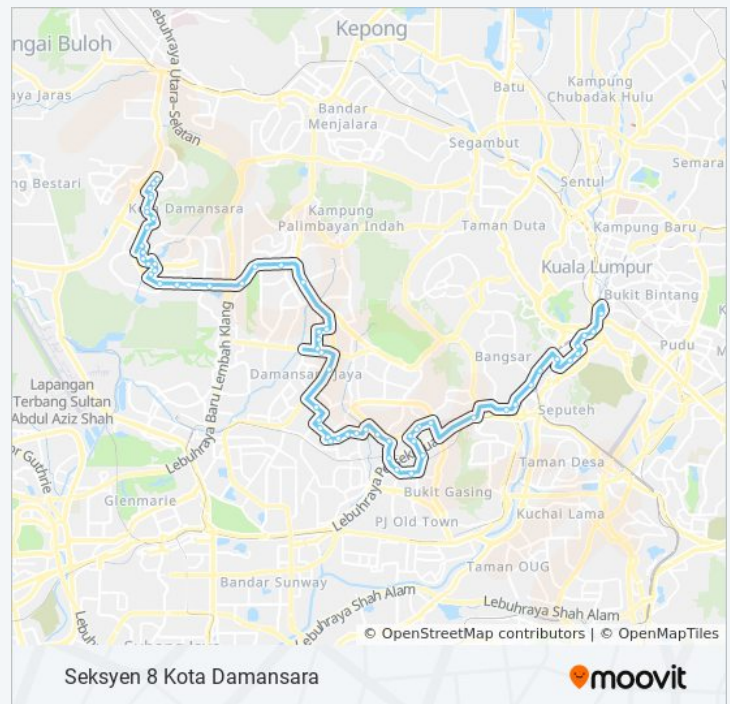 Kepong
ngai Buloh
Lebuhraya Utara-Selatan
Batu
Kampung
Chubadak Hulu
aya Jaras
Bandar
Menjalara
Segambut
Semara
Sentul
ng Bestari
Kota Damansara
Kampung
Palimbayan Indah
Taman Duta
Kampung Baru
Kuala Lumpur
Bukit Bintang
Lebuhraya Baru Lembah Klang
Pudu
Bangsar
Lapangan
Terbang Sultan
Abdul Aziz Shah
Damansara Jaya
Seputeh
or Guthrie
Taman Desa
Glenmarie
Bukit Gasing
Kuchai Lama
PJ Old Town
Taman OUG
Bandar Sunway
Lebuhraya Shah Alam
Lebuhraya Shah Alam
© OpenStreetMap contributors | © OpenMapTiles
Seksyen 8 Kota Damansara
moovit